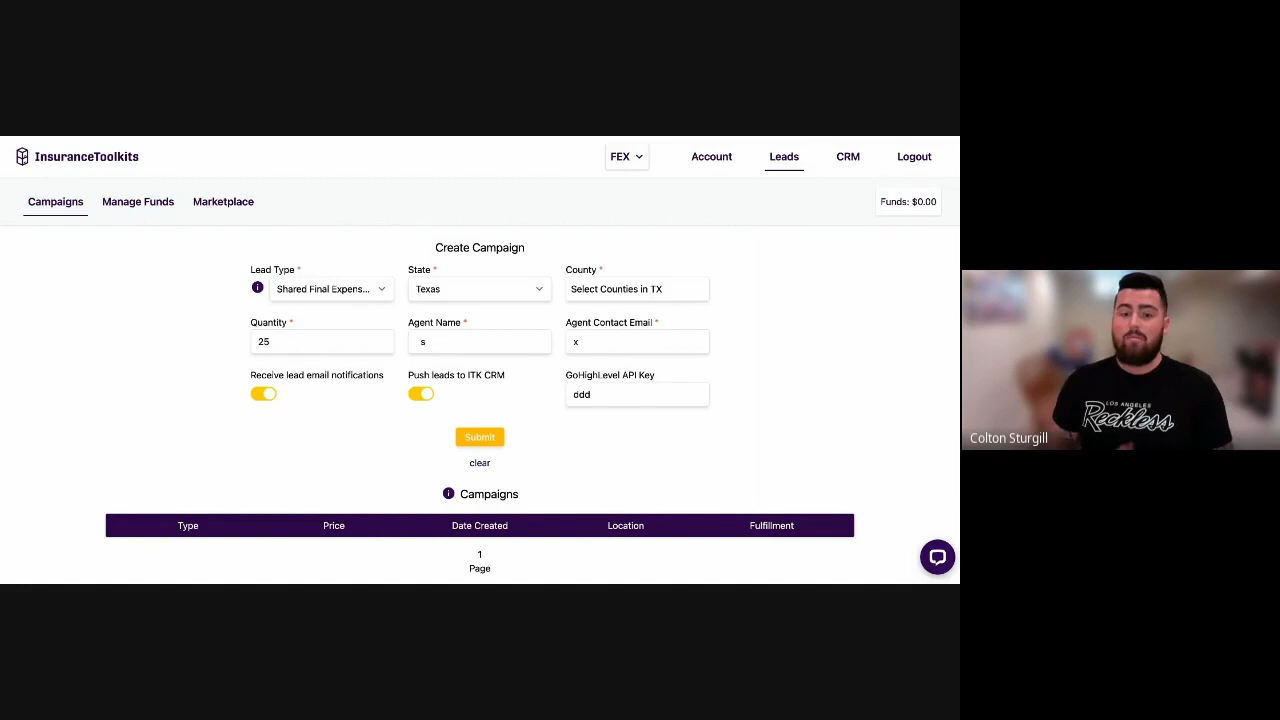 InsuranceToolkits
FEX
Account
Leads
CRM
Logout
Campaigns
Manage Funds
Marketplace
Funds: $0.00
Create Campaign
Lead Type *
State *
County *
Shared Final Expens...
Texas
Select Counties in TX
Quantity *
Agent Name *
Agent Contact Email *
25
s
x
Receive lead email notifications
Push leads to ITK CRM
GoHighLevel API Key
ddd
Submit
clear
Campaigns
Type
Price
Date Created
Location
Fulfillment
1
Page
LOS ANGELES
Reckless
Colton Sturgill